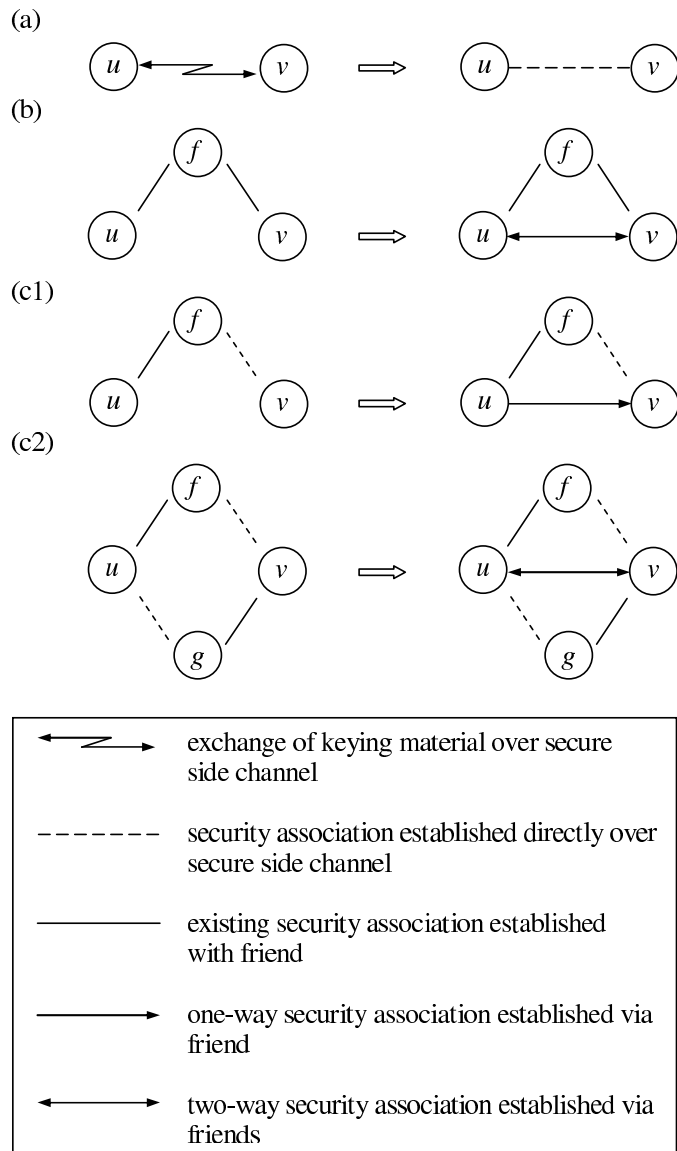 (a)
u v u v
(b)
f f
u v u v
(c1)
f f
u v u v
(c2)
f f
u v u v
g g
exchange of keying material over secure
side channel
security association established directly over
secure side channel
existing security association established
with friend
one-way security association established via
friend
two-way security association established via
friends